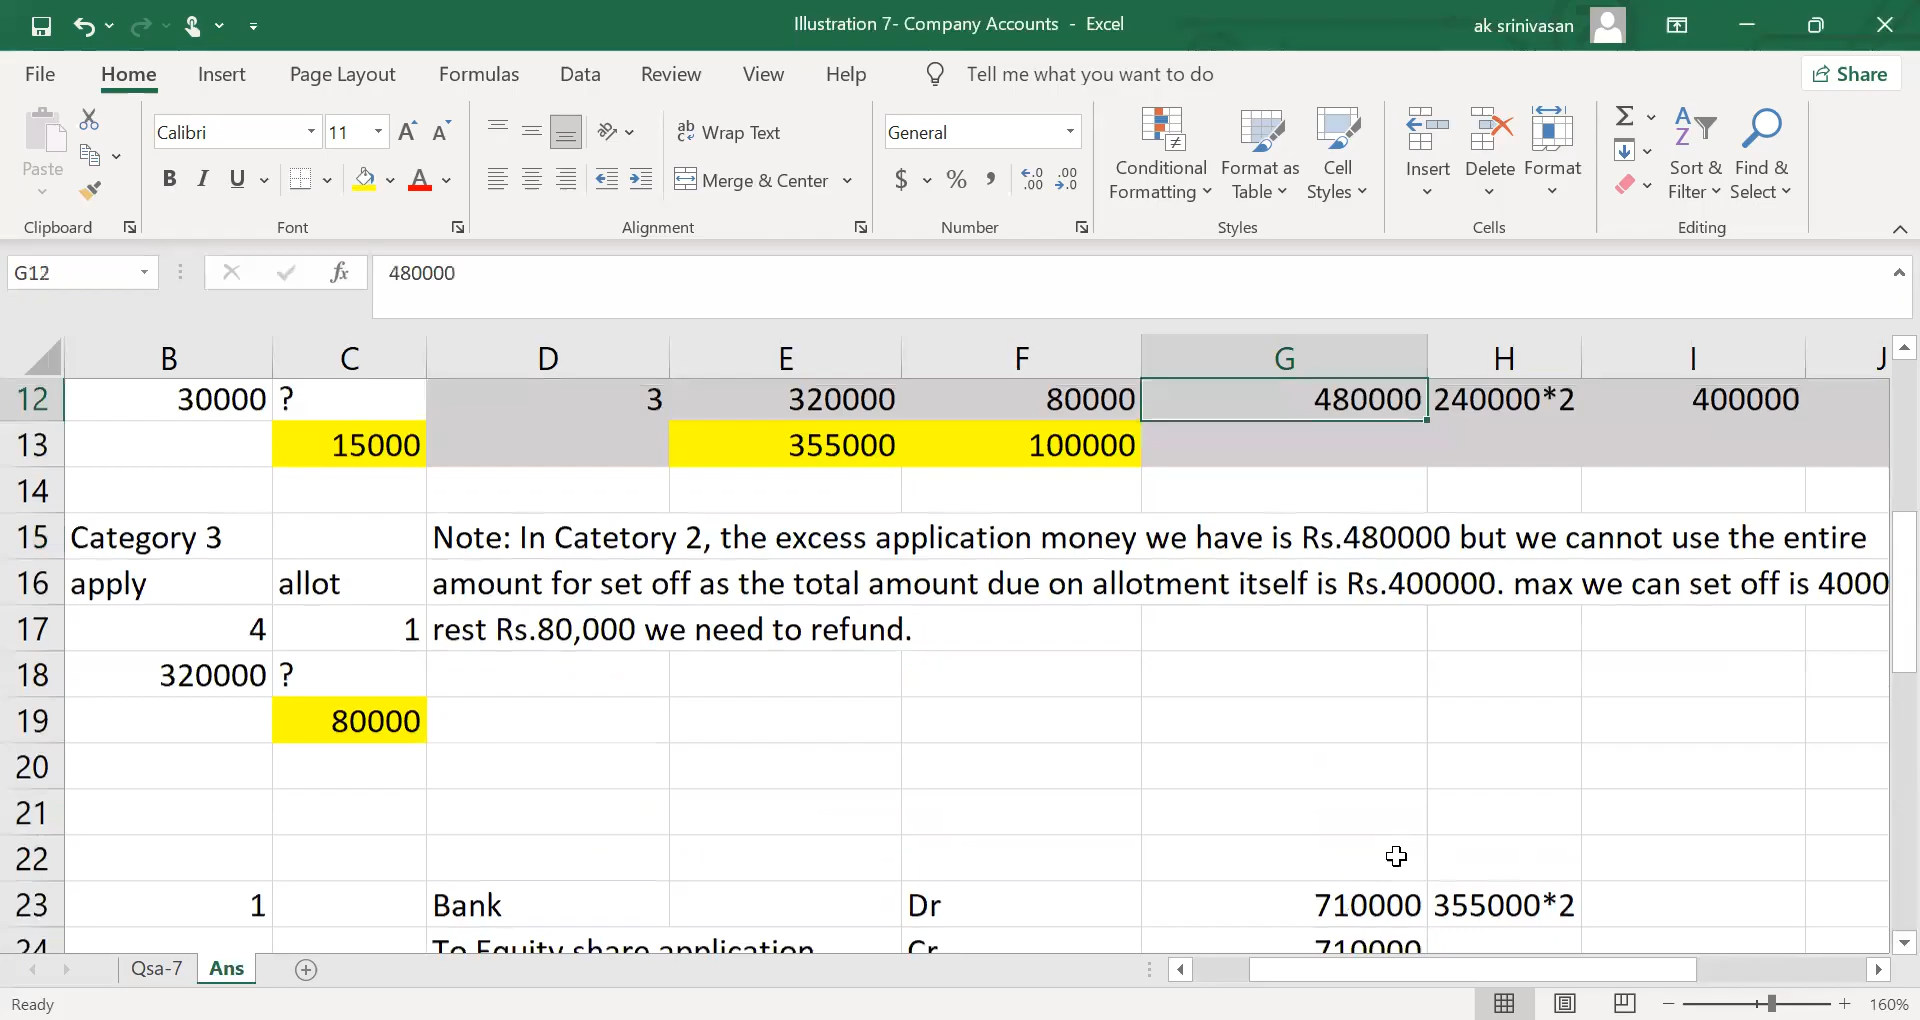 Illustration 7- Company Accounts - Excel
ak srinivasan
File Home Insert Page Layout Formulas Data Review View Help Tell me what you want to do Share
Paste
Clipboard
Calibri 11
B I U
Font
ab Wrap Text
Merge & Center
Alignment
General
$ % 9
Number
Conditional Formatting
Format as Table
Cell Styles
Styles
Insert
Delete
Format
Cells
Sort & Filter
Find & Select
Editing
G12 fx 480000
B C D E F G H I J
12 30000 ? 3 320000 80000 480000 240000*2 400000
13 15000 355000 100000
14
15 Category 3 Note: In Catetory 2, the excess application money we have is Rs.480000 but we cannot use the entire
16 apply allot amount for set off as the total amount due on allotment itself is Rs.400000. max we can set off is 4000
17 4 1 rest Rs.80,000 we need to refund.
18 320000 ?
19 80000
20
21
22
23 1 Bank Dr 710000 355000*2
24 To Equity share application Cr 710000
Qsa-7 Ans
Ready
160%